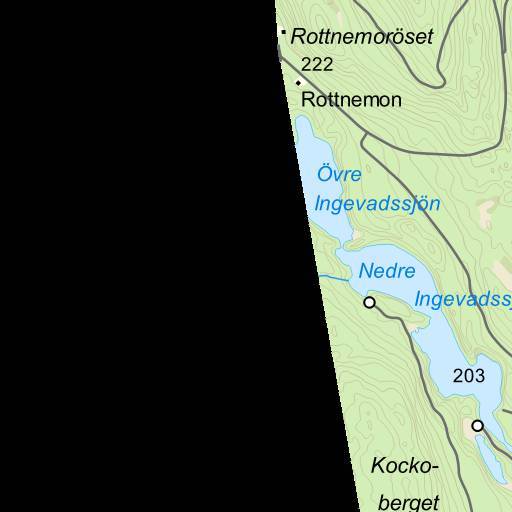 Rottnemoröset
222
Rottnemon
Övre
Ingevadssjön
Nedre
Ingevadssj
203
Kocko-
berget